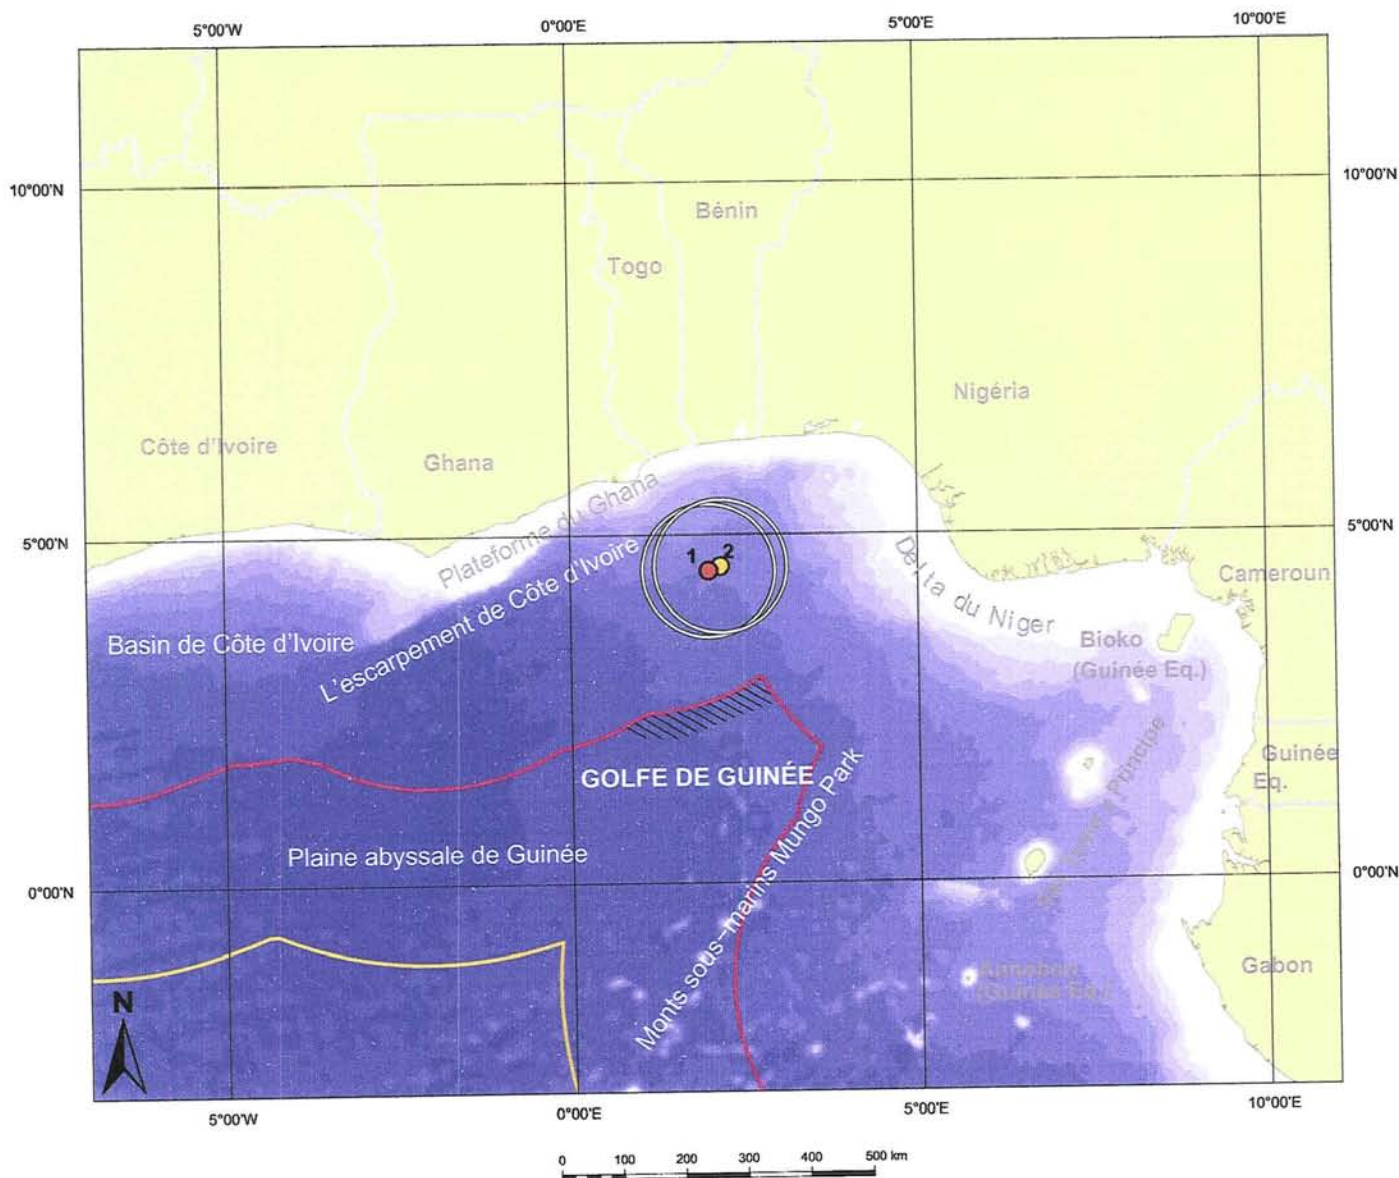 5°00'W
0°00'E
5°00'E
10°00'E
10°00'N
10°00'N
Bénin
Togo
Nigéria
Côte d'Ivoire
Ghana
Plateforme du Ghana
5°00'N
5°00'N
1
2
L'escarpement de Côte d'Ivoire
Delta du Niger
Cameroun
Basin de Côte d'Ivoire
Bioko
(Guinée Eq.)
GOLFE DE GUINÉE
Guinée
Eq.
Monts sous-marins Mungo Park
Plaine abyssale de Guinée
0°00'N
0°00'N
Principe
Annobon
(Guinée Eq.)
Gabon
N
5°00'W
0°00'E
5°00'E
10°00'E
0 100 200 300 400 500 km